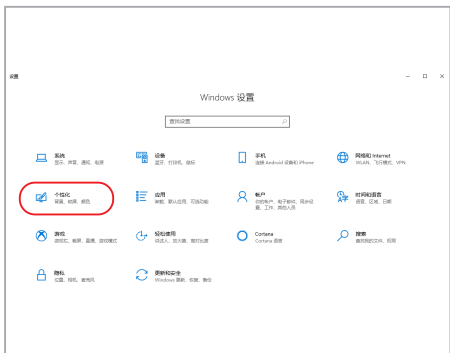 设置
Windows 设置
查找设置
系统
显示、声音、通知、电源
设备
蓝牙、打印机、鼠标
手机
连接 Android 设备和 iPhone
网络和 Internet
WLAN、飞行模式、VPN
个性化
背景、锁屏、颜色
应用
卸载、默认应用、可选功能
帐户
你的帐户、电子邮件、同步设
置、工作、其他人员
时间和语言
语音、区域、日期
游戏
游戏栏、截屏、直播、游戏模式
轻松使用
讲述人、放大镜、高对比度
Cortana
Cortana 语言
搜索
查找我的文件、权限
隐私
位置、相机、麦克风
更新和安全
Windows 更新、恢复、备份